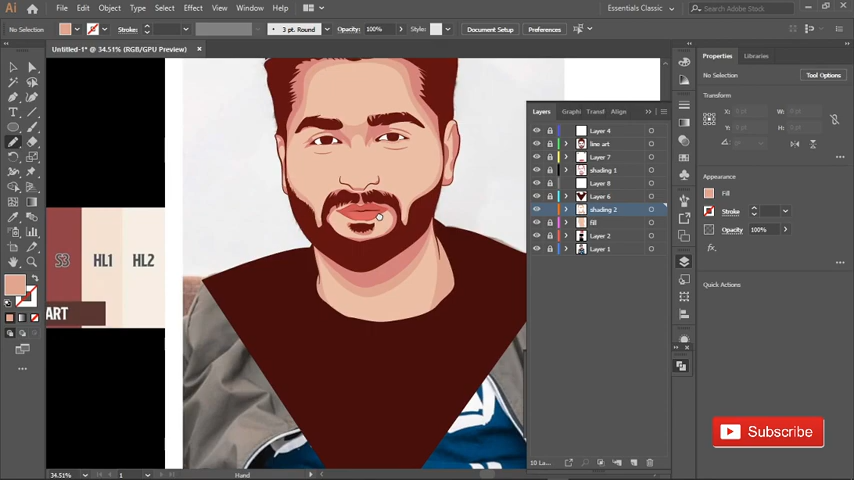 Ai File Edit Object Type Select Effect View Window Help Essentials Classic Search Adobe Stock
No Selection Stroke: 3 pt. Round Opacity: 100% Style: Document Setup Preferences
Untitled-1* @ 34.51% (RGB/GPU Preview) ×
Properties Libraries
No Selection Tool Options
Transform
X: Y: W: H:
Appearance
Fill
Stroke
Opacity 100%
fx.
Quick Actions
Layers Graphi Transf Align
Layer 4
line art
Layer 7
shading 1
Layer 8
Layer 6
shading 2
fill
Layer 2
Layer 1
10 La...
S3 HL1 HL2
ART
Subscribe
34.51% 1 Hand